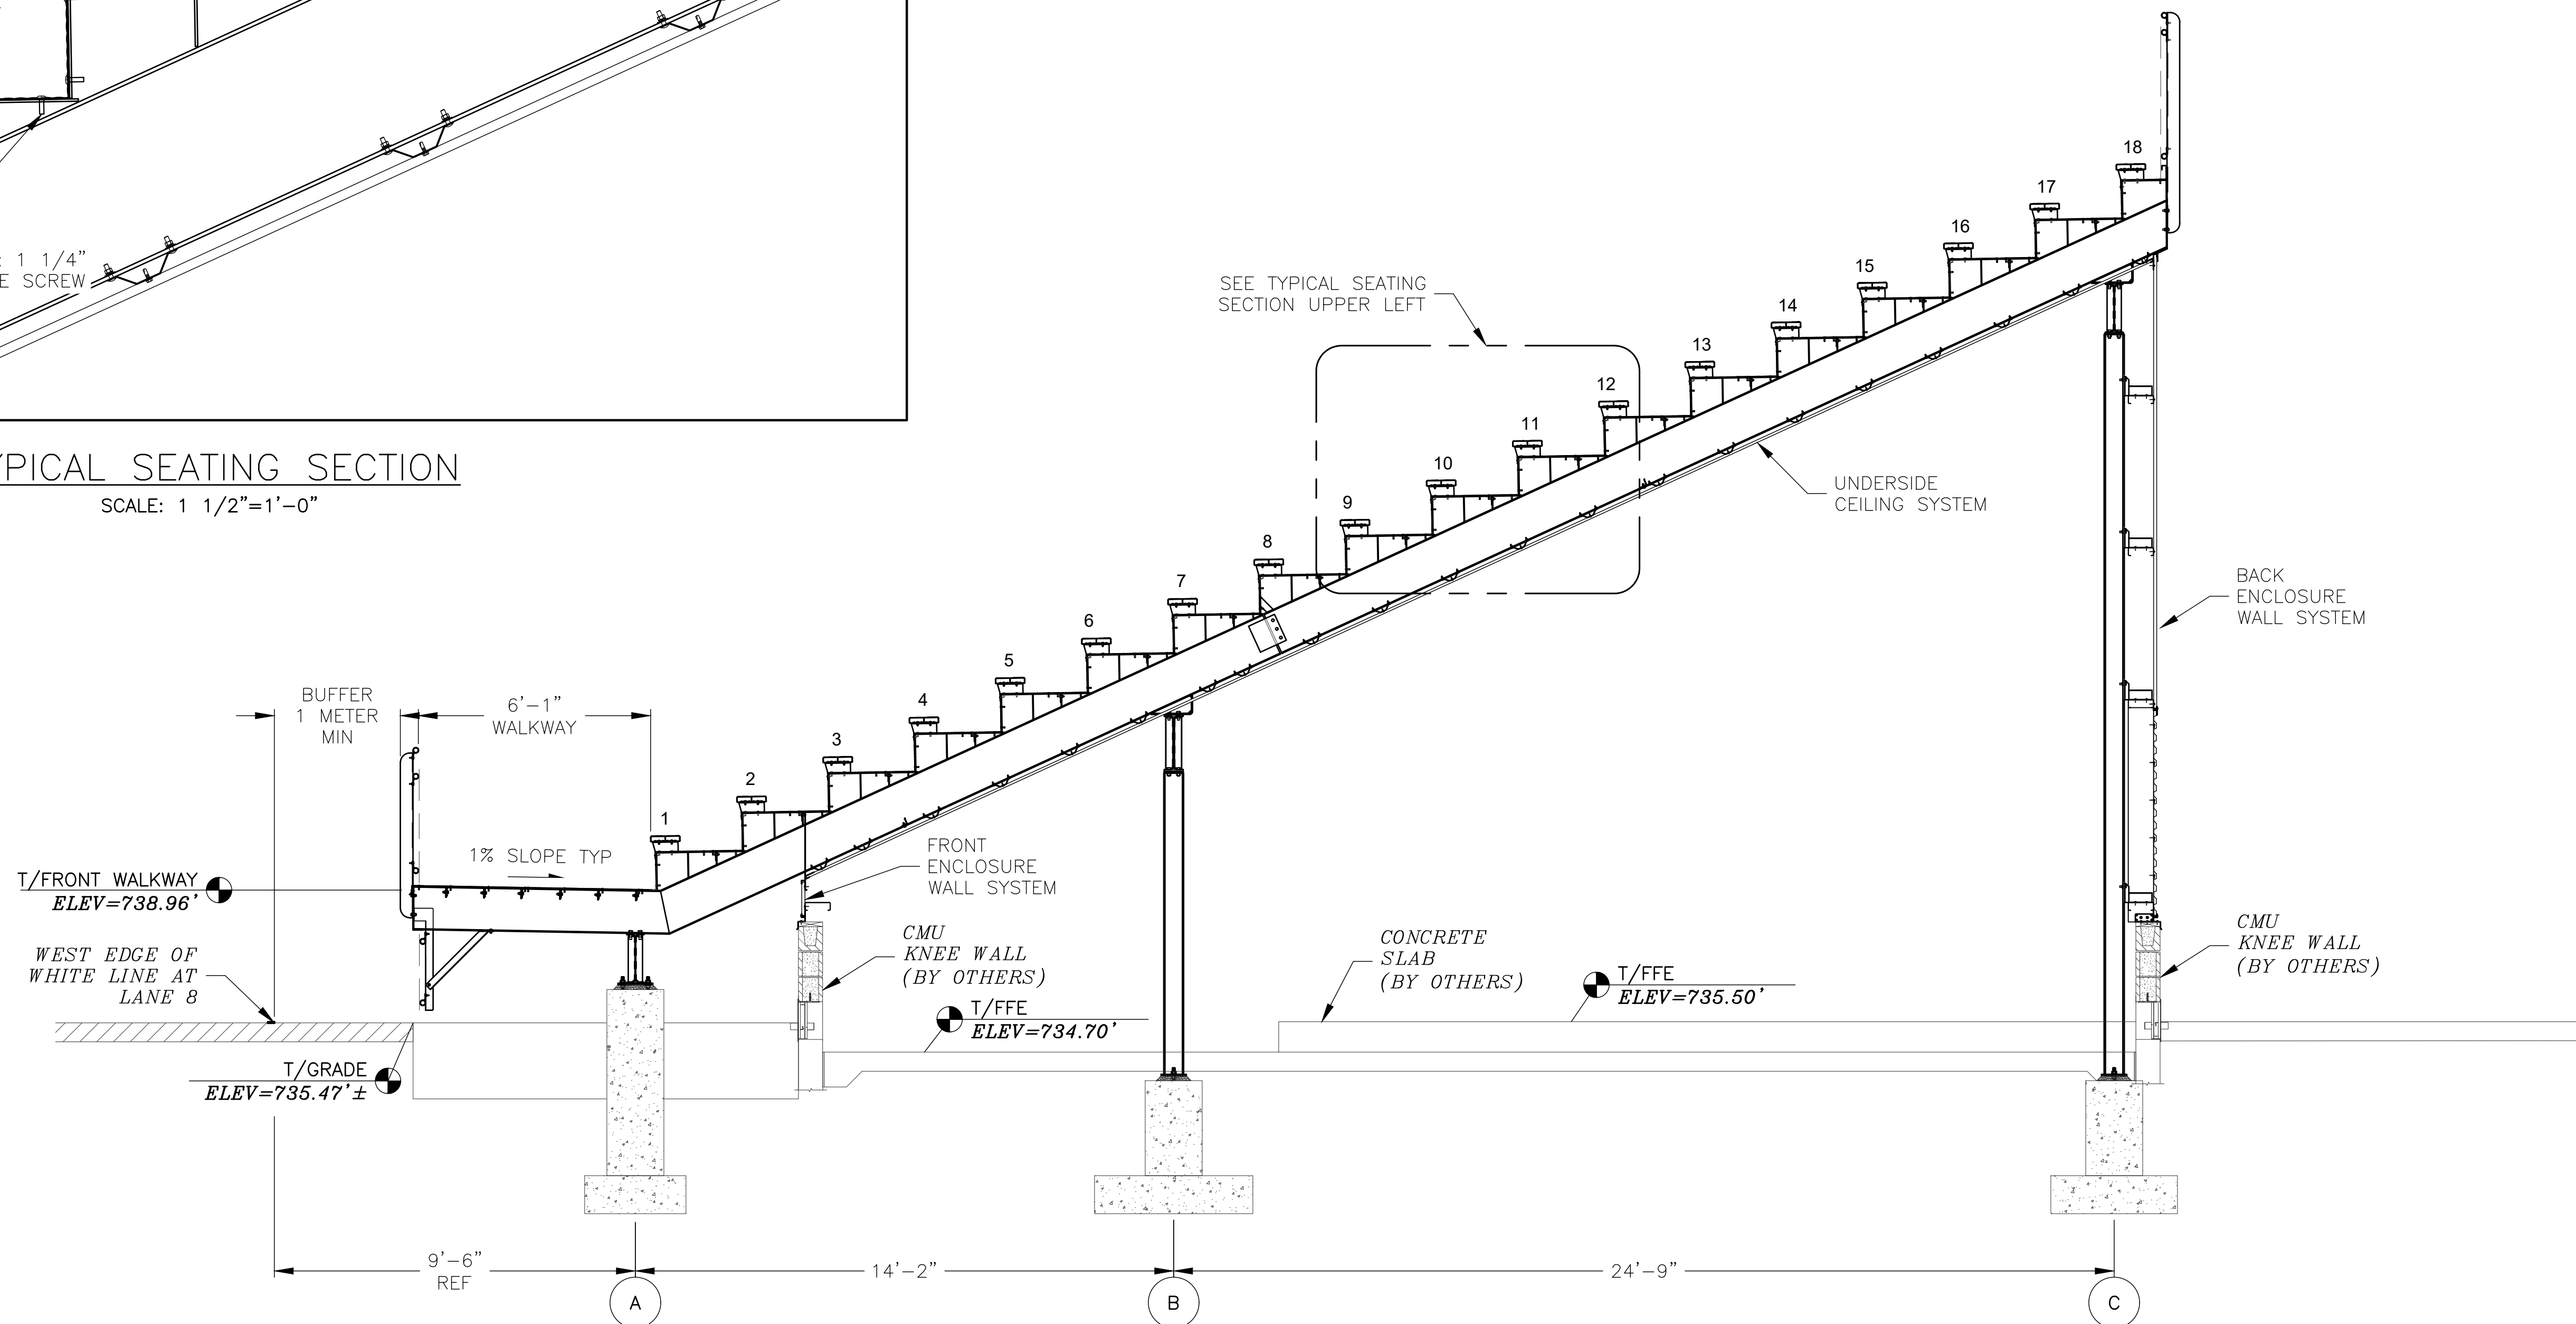 1 1/4"
E SCREW
YPICAL SEATING SECTION
SCALE: 1 1/2"=1'-0"
SEE TYPICAL SEATING
SECTION UPPER LEFT
18
17
16
15
14
13
12
11
10
9
8
7
6
5
4
3
2
1
UNDERSIDE
CEILING SYSTEM
BACK
ENCLOSURE
WALL SYSTEM
BUFFER
1 METER
MIN
6'-1"
WALKWAY
1% SLOPE TYP
FRONT
ENCLOSURE
WALL SYSTEM
T/FRONT WALKWAY
ELEV=738.96'
WEST EDGE OF
WHITE LINE AT
LANE 8
CMU
KNEE WALL
(BY OTHERS)
CONCRETE
SLAB
(BY OTHERS)
T/FFE
ELEV=735.50'
CMU
KNEE WALL
(BY OTHERS)
T/FFE
ELEV=734.70'
T/GRADE
ELEV=735.47'±
9'-6"
REF
14'-2"
24'-9"
A
B
C